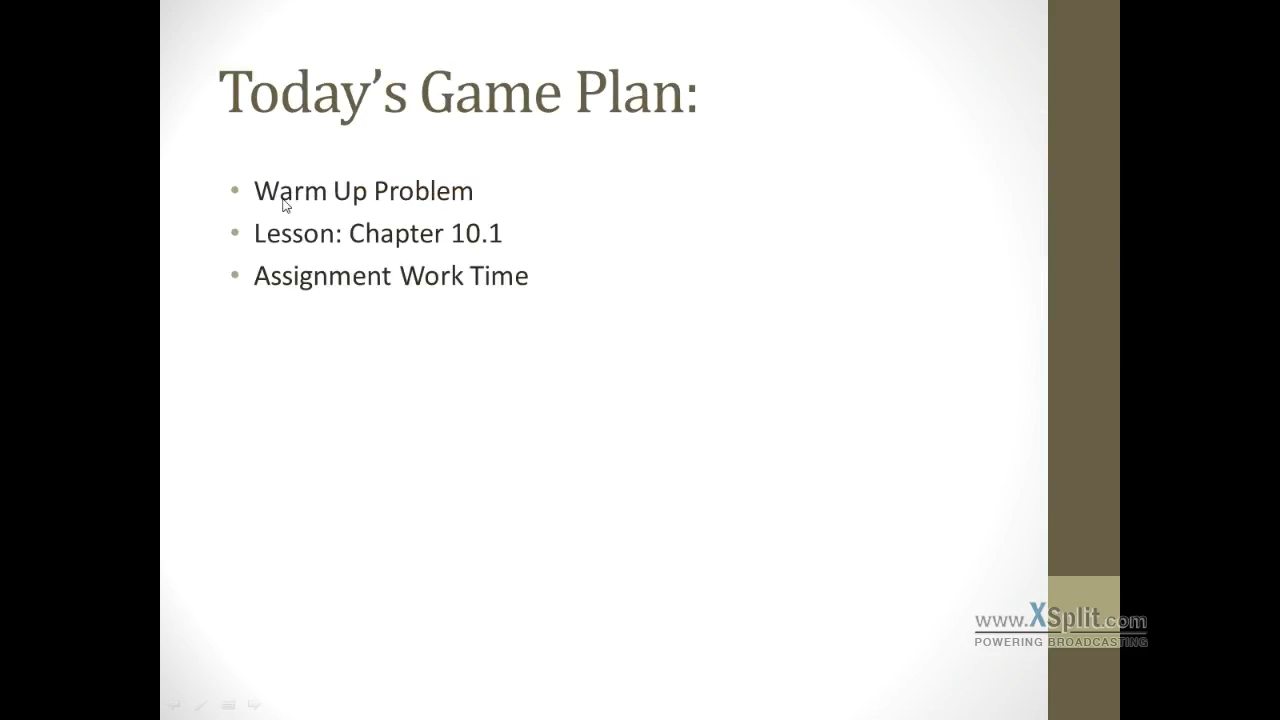 Today's Game Plan:
• Warm Up Problem
• Lesson: Chapter 10.1
• Assignment Work Time
www.XSplit.com
POWERING BROADCASTING